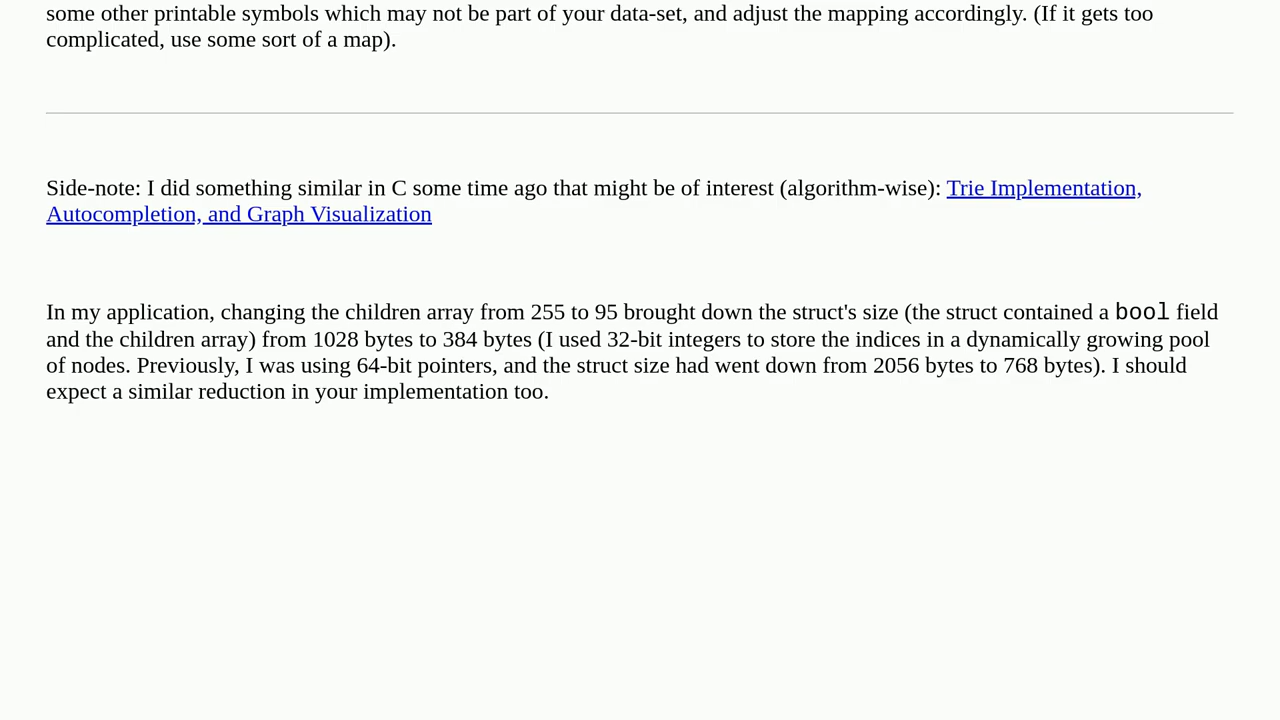 some other printable symbols which may not be part of your data-set, and adjust the mapping accordingly. (If it gets too
complicated, use some sort of a map).
Side-note: I did something similar in C some time ago that might be of interest (algorithm-wise): Trie Implementation,
Autocompletion, and Graph Visualization
In my application, changing the children array from 255 to 95 brought down the struct's size (the struct contained a bool field
and the children array) from 1028 bytes to 384 bytes (I used 32-bit integers to store the indices in a dynamically growing pool
of nodes. Previously, I was using 64-bit pointers, and the struct size had went down from 2056 bytes to 768 bytes). I should
expect a similar reduction in your implementation too.